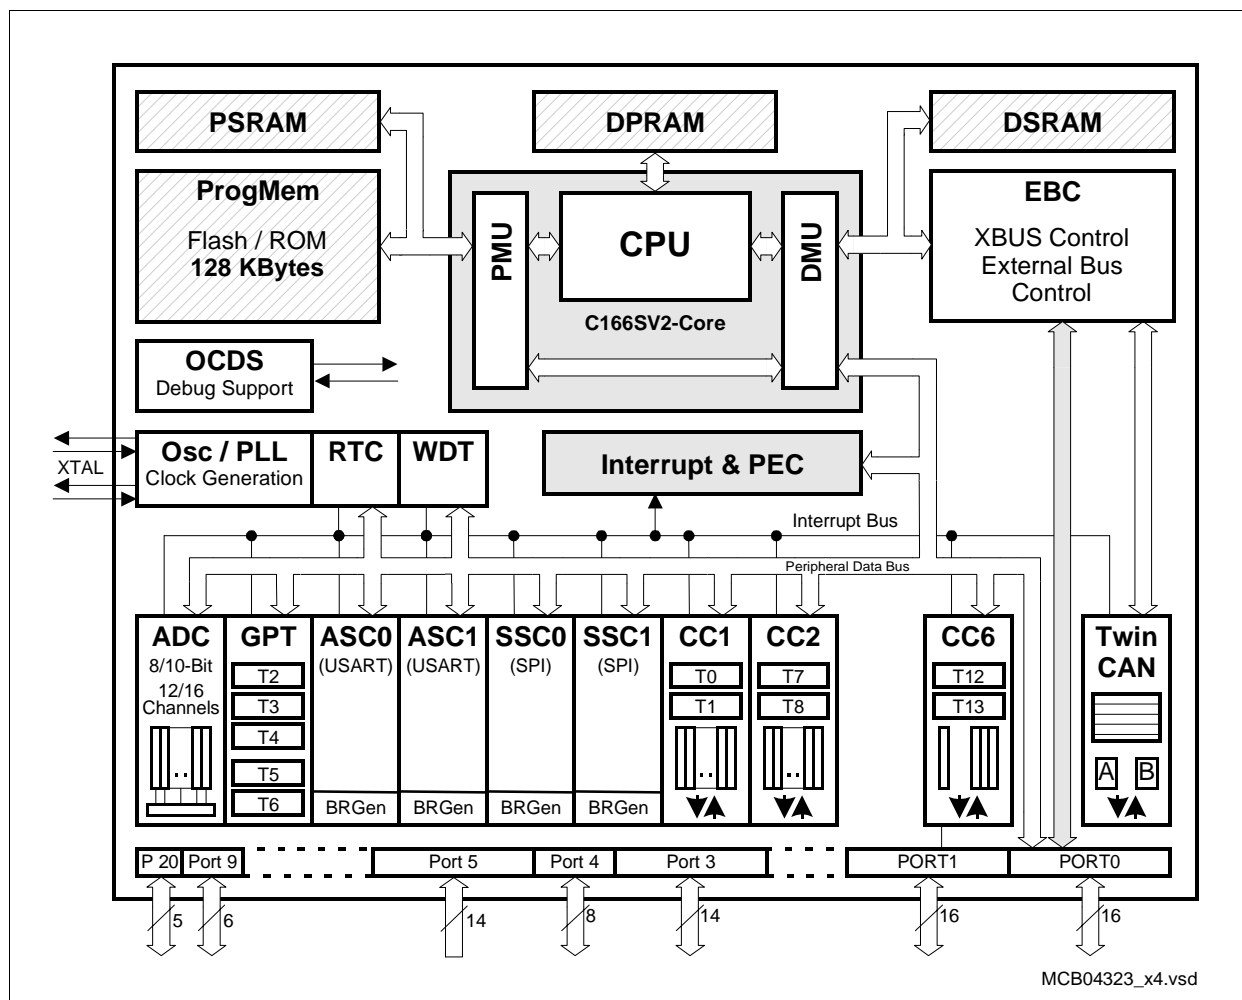 PSRAM
DPRAM
DSRAM
ProgMem
Flash / ROM
128 KBytes
PMU
CPU
DMU
C166SV2-Core
EBC
XBUS Control
External Bus
Control
OCDS
Debug Support
XTAL
Osc / PLL
Clock Generation
RTC
WDT
Interrupt & PEC
Interrupt Bus
Peripheral Data Bus
ADC
8/10-Bit
12/16
Channels
GPT
T2
T3
T4
T5
T6
ASC0
(USART)
BRGen
ASC1
(USART)
BRGen
SSC0
(SPI)
BRGen
SSC1
(SPI)
BRGen
CC1
T0
T1
CC2
T7
T8
CC6
T12
T13
Twin
CAN
A B
P 20
Port 9
Port 5
Port 4
Port 3
PORT1
PORT0
5
6
14
8
14
16
16
MCB04323_x4.vsd